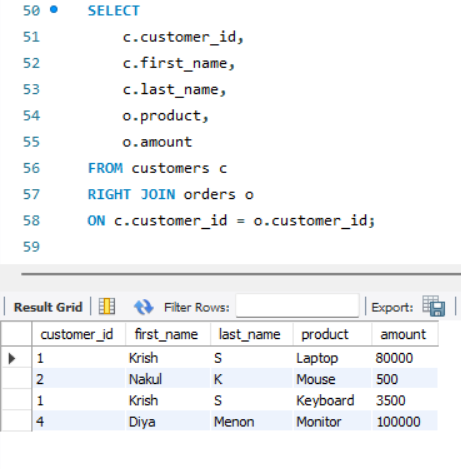 50 SELECT
51 c.customer_id,
52 c.first_name,
53 c.last_name,
54 o.product,
55 o.amount
56 FROM customers c
57 RIGHT JOIN orders o
58 ON c.customer_id = o.customer_id;
59
Result Grid Filter Rows: Export:
customer_id first_name last_name product amount
1 Krish S Laptop 80000
2 Nakul K Mouse 500
1 Krish S Keyboard 3500
4 Diya Menon Monitor 100000